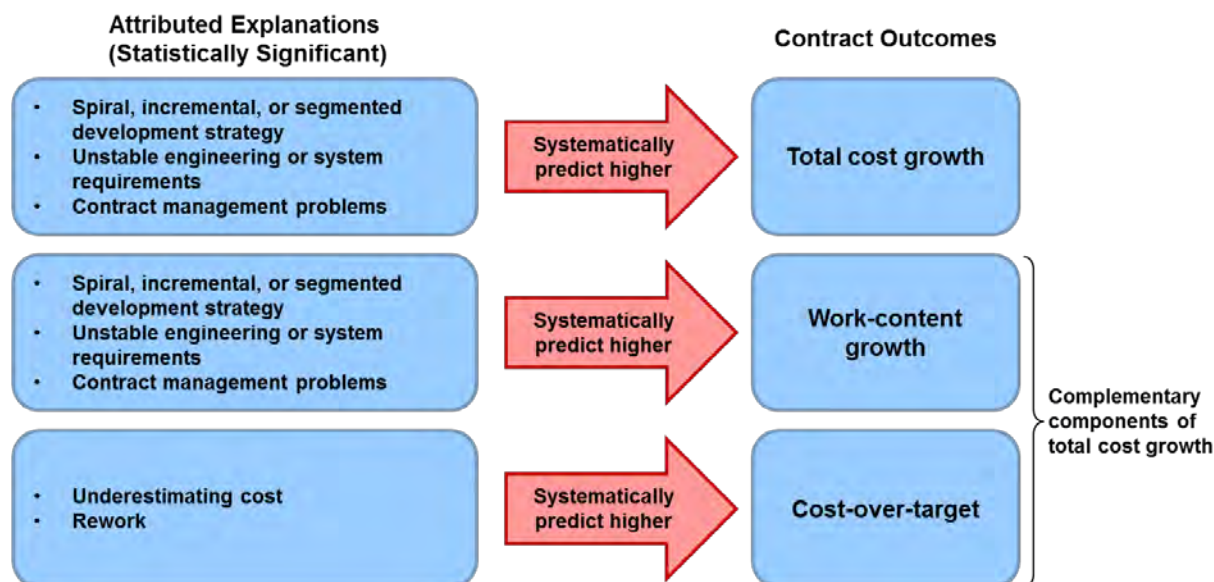 Attributed Explanations
(Statistically Significant)
Contract Outcomes
• Spiral, incremental, or segmented
development strategy
• Unstable engineering or system
requirements
• Contract management problems
Systematically
predict higher
Total cost growth
• Spiral, incremental, or segmented
development strategy
• Unstable engineering or system
requirements
• Contract management problems
Systematically
predict higher
Work-content
growth
• Underestimating cost
• Rework
Systematically
predict higher
Cost-over-target
Complementary
components of
total cost growth